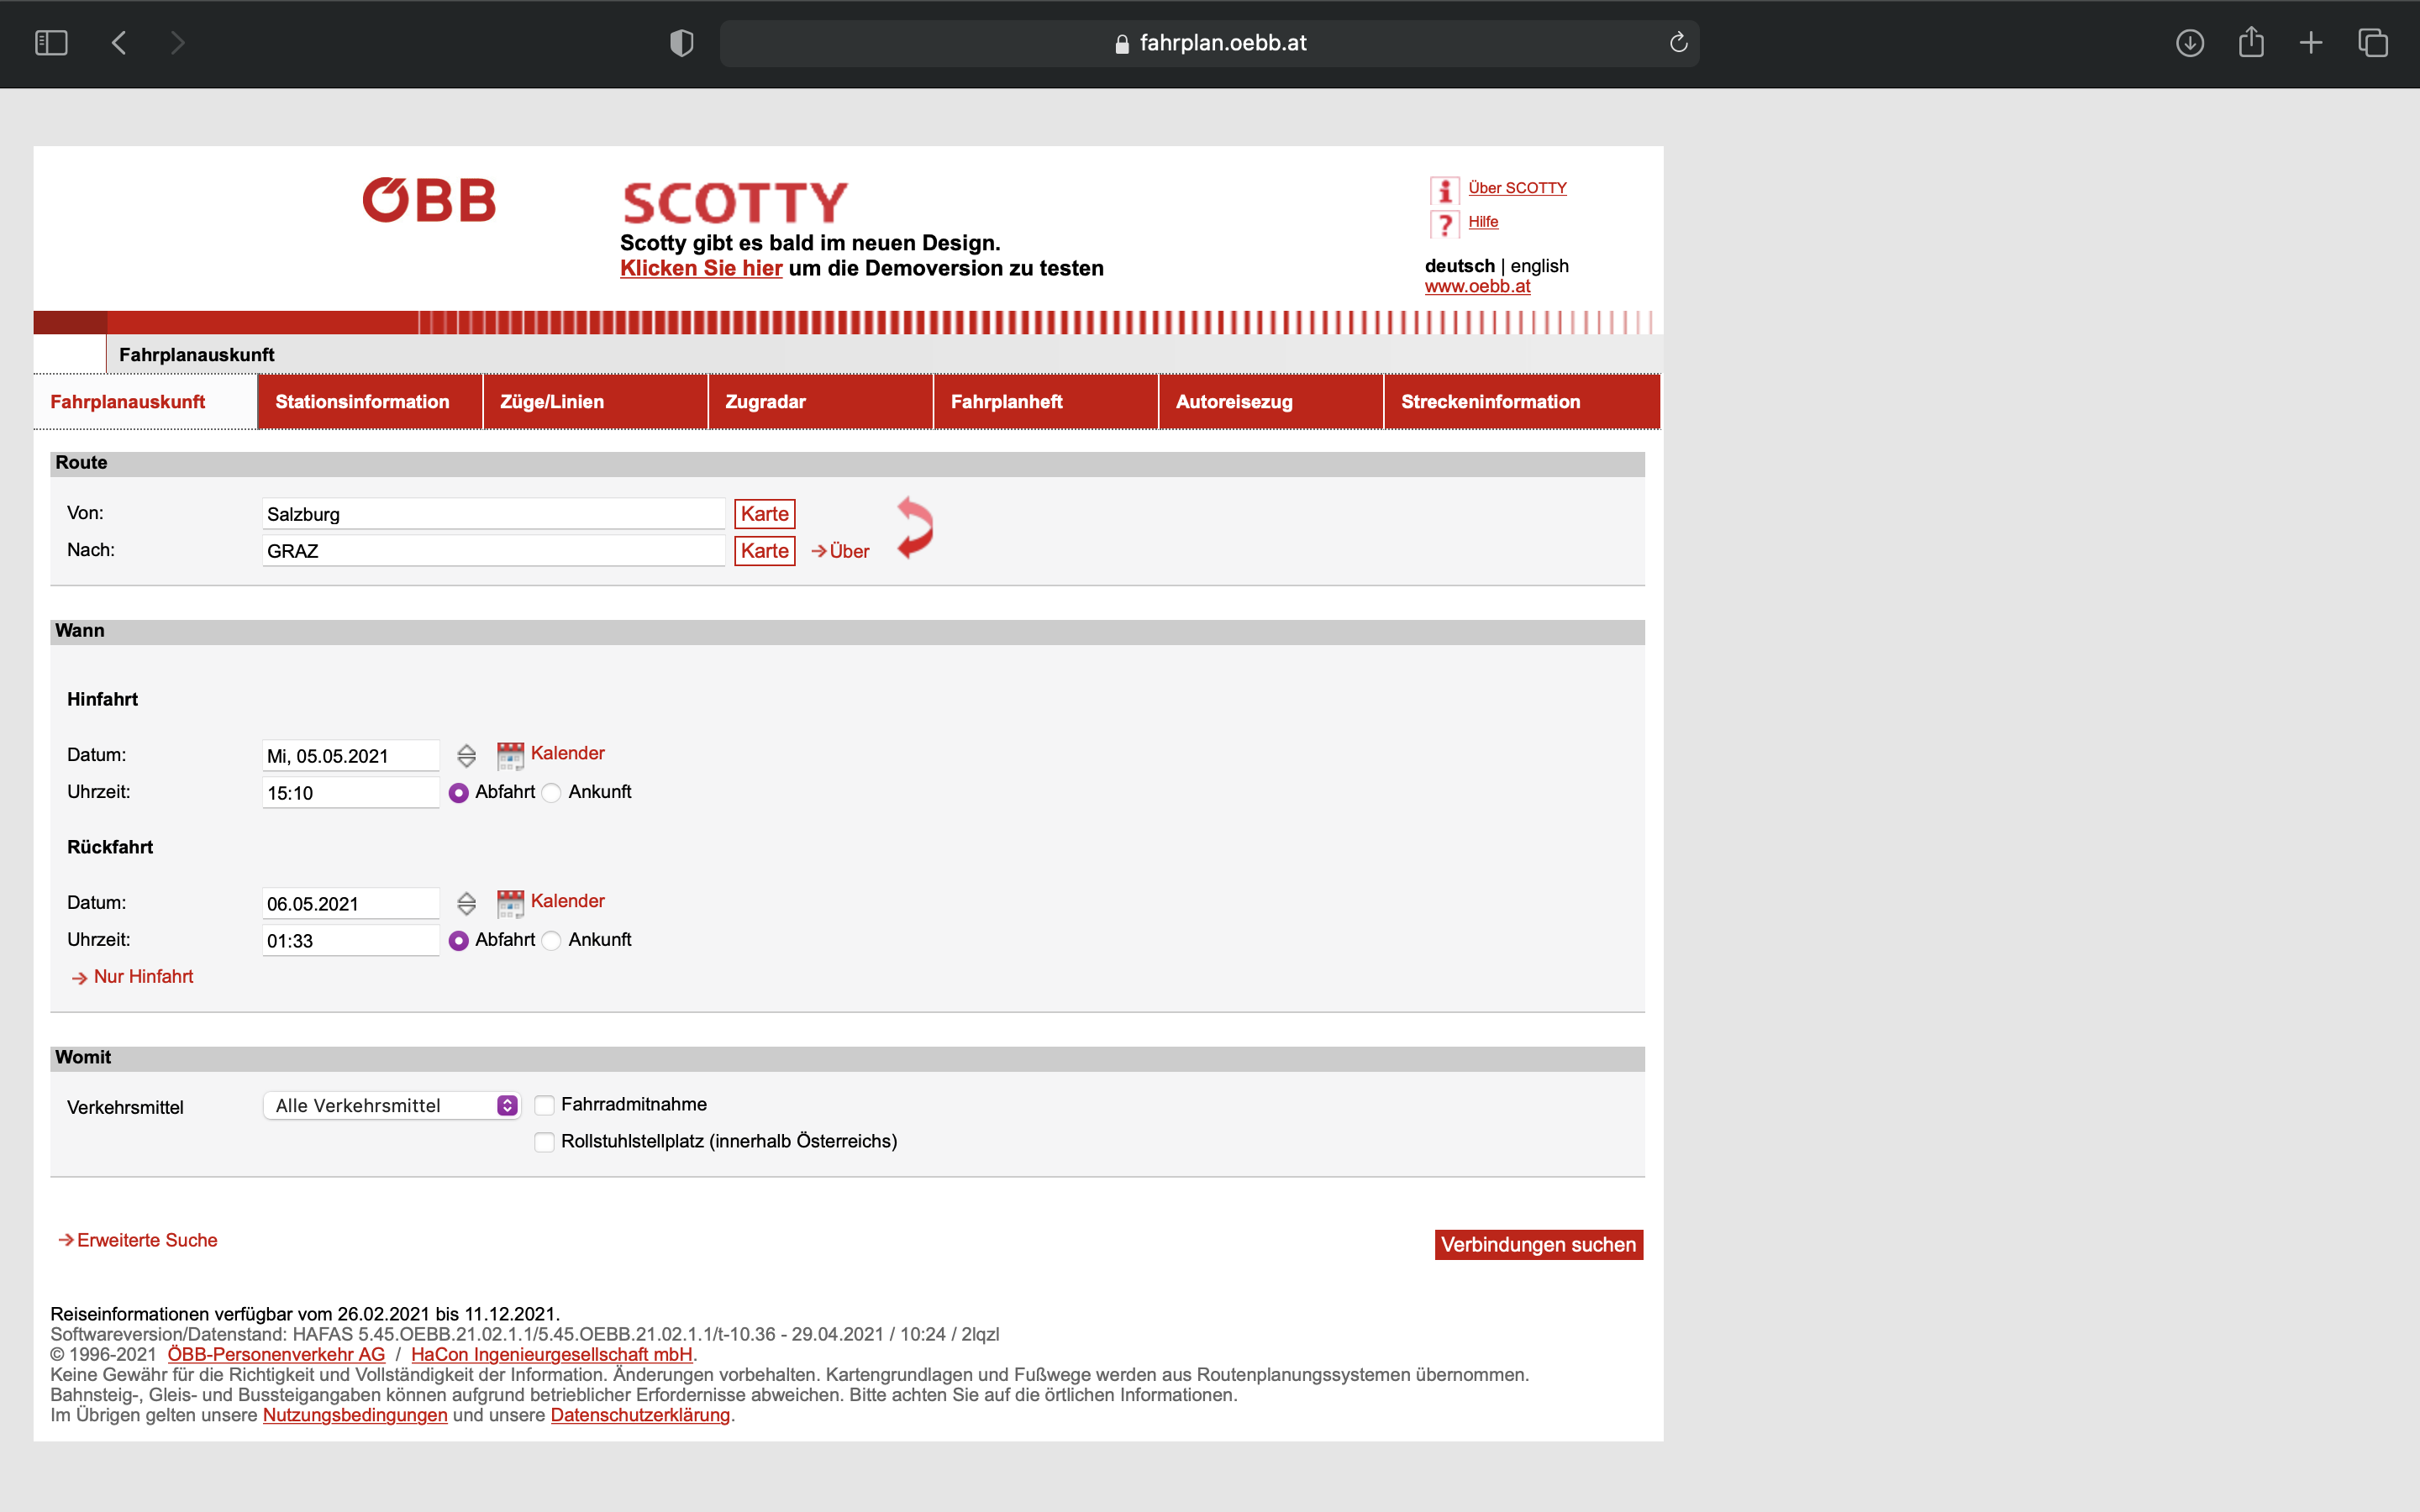 fahrplan.oebb.at
ÖBB
SCOTTY
Scotty gibt es bald im neuen Design.
Klicken Sie hier um die Demoversion zu testen
i Über SCOTTY
? Hilfe
deutsch | english
www.oebb.at
Fahrplanauskunft
Fahrplanauskunft Stationsinformation Züge/Linien Zugradar Fahrplanheft Autoreisezug Streckeninformation
Route
Von: Salzburg Karte
Nach: GRAZ Karte Über
Wann
Hinfahrt
Datum: Mi, 05.05.2021 Kalender
Uhrzeit: 15:10 Abfahrt Ankunft
Rückfahrt
Datum: 06.05.2021 Kalender
Uhrzeit: 01:33 Abfahrt Ankunft
Nur Hinfahrt
Womit
Verkehrsmittel Alle Verkehrsmittel Fahrradmitnahme
Rollstuhlstellplatz (innerhalb Österreichs)
Erweiterte Suche Verbindungen suchen
Reiseinformationen verfügbar vom 26.02.2021 bis 11.12.2021.
Softwareversion/Datenstand: HAFAS 5.45.OEBB.21.02.1.1/5.45.OEBB.21.02.1.1/t-10.36 - 29.04.2021 / 10:24 / 2lqzl
© 1996-2021 ÖBB-Personenverkehr AG / HaCon Ingenieurgesellschaft mbH.
Keine Gewähr für die Richtigkeit und Vollständigkeit der Information. Änderungen vorbehalten. Kartengrundlagen und Fußwege werden aus Routenplanungssystemen übernommen.
Bahnsteig-, Gleis- und Bussteigangaben können aufgrund betrieblicher Erfordernisse abweichen. Bitte achten Sie auf die örtlichen Informationen.
Im Übrigen gelten unsere Nutzungsbedingungen und unsere Datenschutzerklärung.